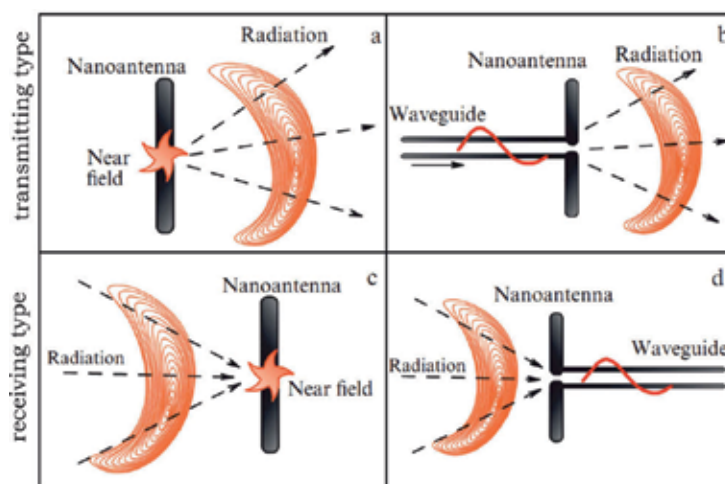 transmitting type
a
Radiation
Nanoantenna
Near
field
b
Nanoantenna
Radiation
Waveguide
receiving type
c
Nanoantenna
Radiation
Near field
d
Nanoantenna
Waveguide
Radiation